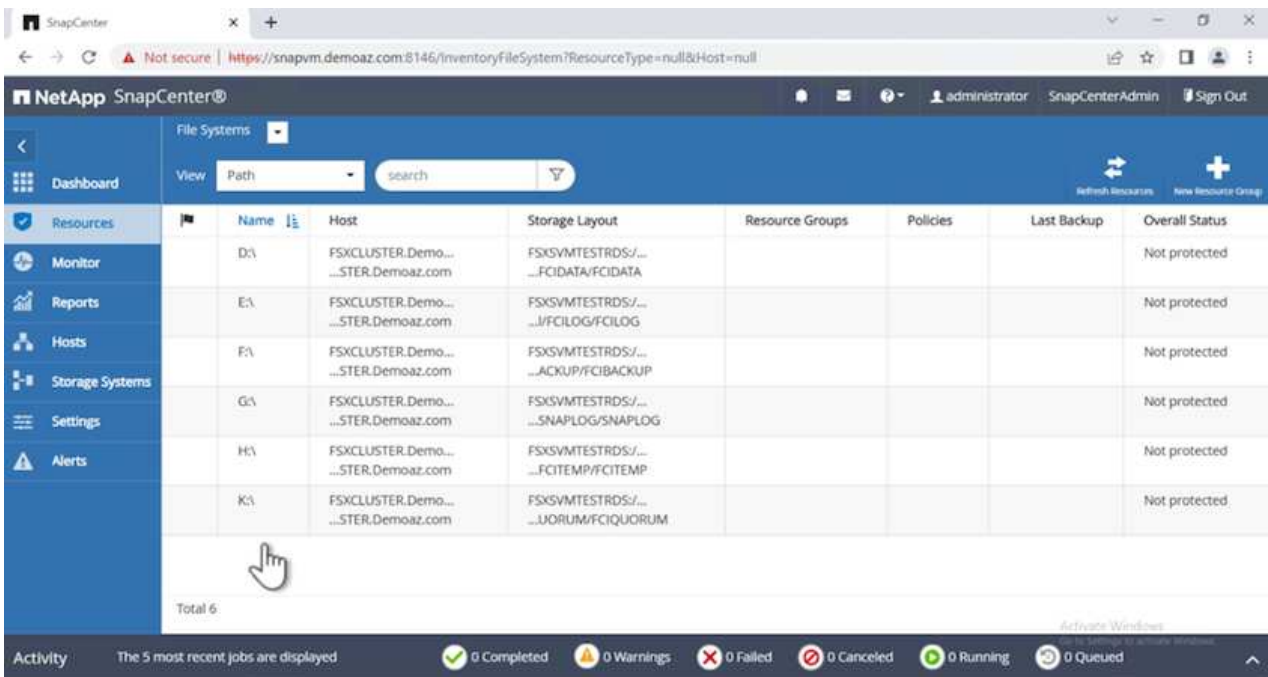 SnapCenter
Not secure | https://snapvm.demoaz.com:8146/InventoryFileSystem?ResourceType=null&Host=null
NetApp SnapCenter®
administrator SnapCenterAdmin Sign Out
File Systems
View Path search
Refresh Resources New Resource Group
Dashboard
Resources
Monitor
Reports
Hosts
Storage Systems
Settings
Alerts
Name Host Storage Layout Resource Groups Policies Last Backup Overall Status
D:\ FSXCLUSTER.Demo... FSXSVMTESTRDS:/... Not protected
...STER.Demoaz.com ...FCIDATA/FCIDATA
E:\ FSXCLUSTER.Demo... FSXSVMTESTRDS:/... Not protected
...STER.Demoaz.com ...l/FCILOG/FCILOG
F:\ FSXCLUSTER.Demo... FSXSVMTESTRDS:/... Not protected
...STER.Demoaz.com ...ACKUP/FCIBACKUP
G:\ FSXCLUSTER.Demo... FSXSVMTESTRDS:/... Not protected
...STER.Demoaz.com ...SNAPLOG/SNAPLOG
H:\ FSXCLUSTER.Demo... FSXSVMTESTRDS:/... Not protected
...STER.Demoaz.com ...FCITEMP/FCITEMP
K:\ FSXCLUSTER.Demo... FSXSVMTESTRDS:/... Not protected
...STER.Demoaz.com ...UORUM/FCIQUORUM
Total 6
Activate Windows
Go to Settings to activate Windows.
Activity The 5 most recent jobs are displayed 0 Completed 0 Warnings 0 Failed 0 Canceled 0 Running 0 Queued